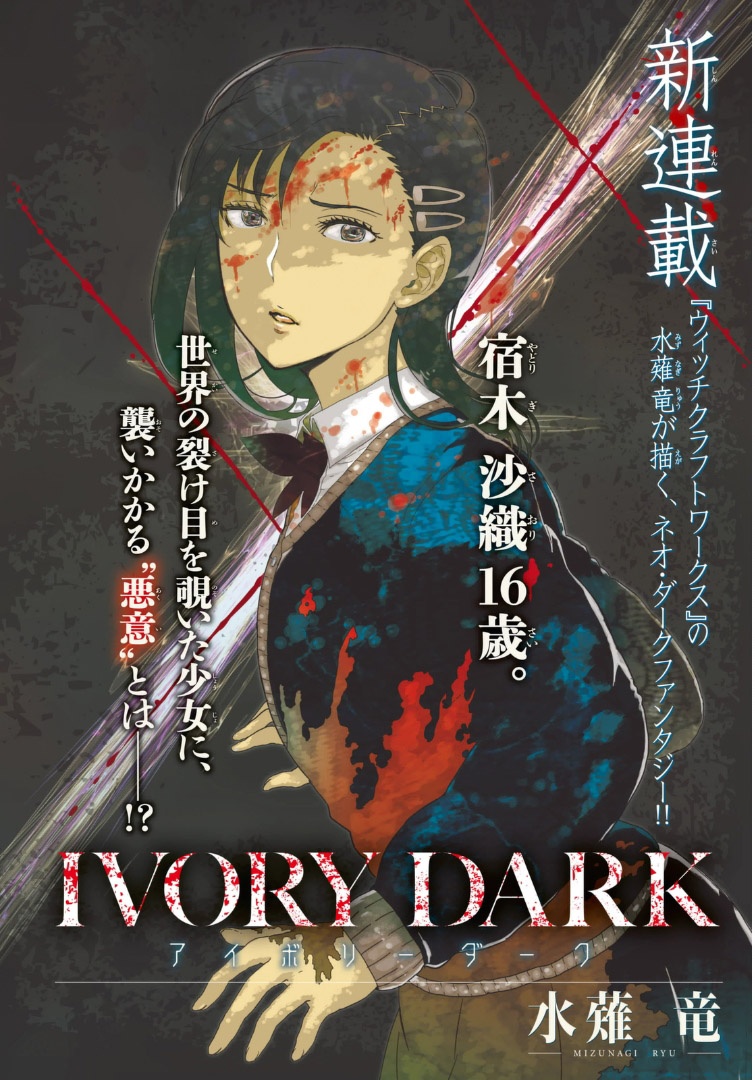 新連載
『ウィッチクラフトワークス』の
水薙竜が描く、ネオ・ダークファンタジー!!
宿木 沙織 16歳。
世界の裂け目を覗いた少女に、
襲いかかる“悪意“とは――!?
IVORY DARK
アイボリーダーク
水薙 竜
MIZUNAGI RYU